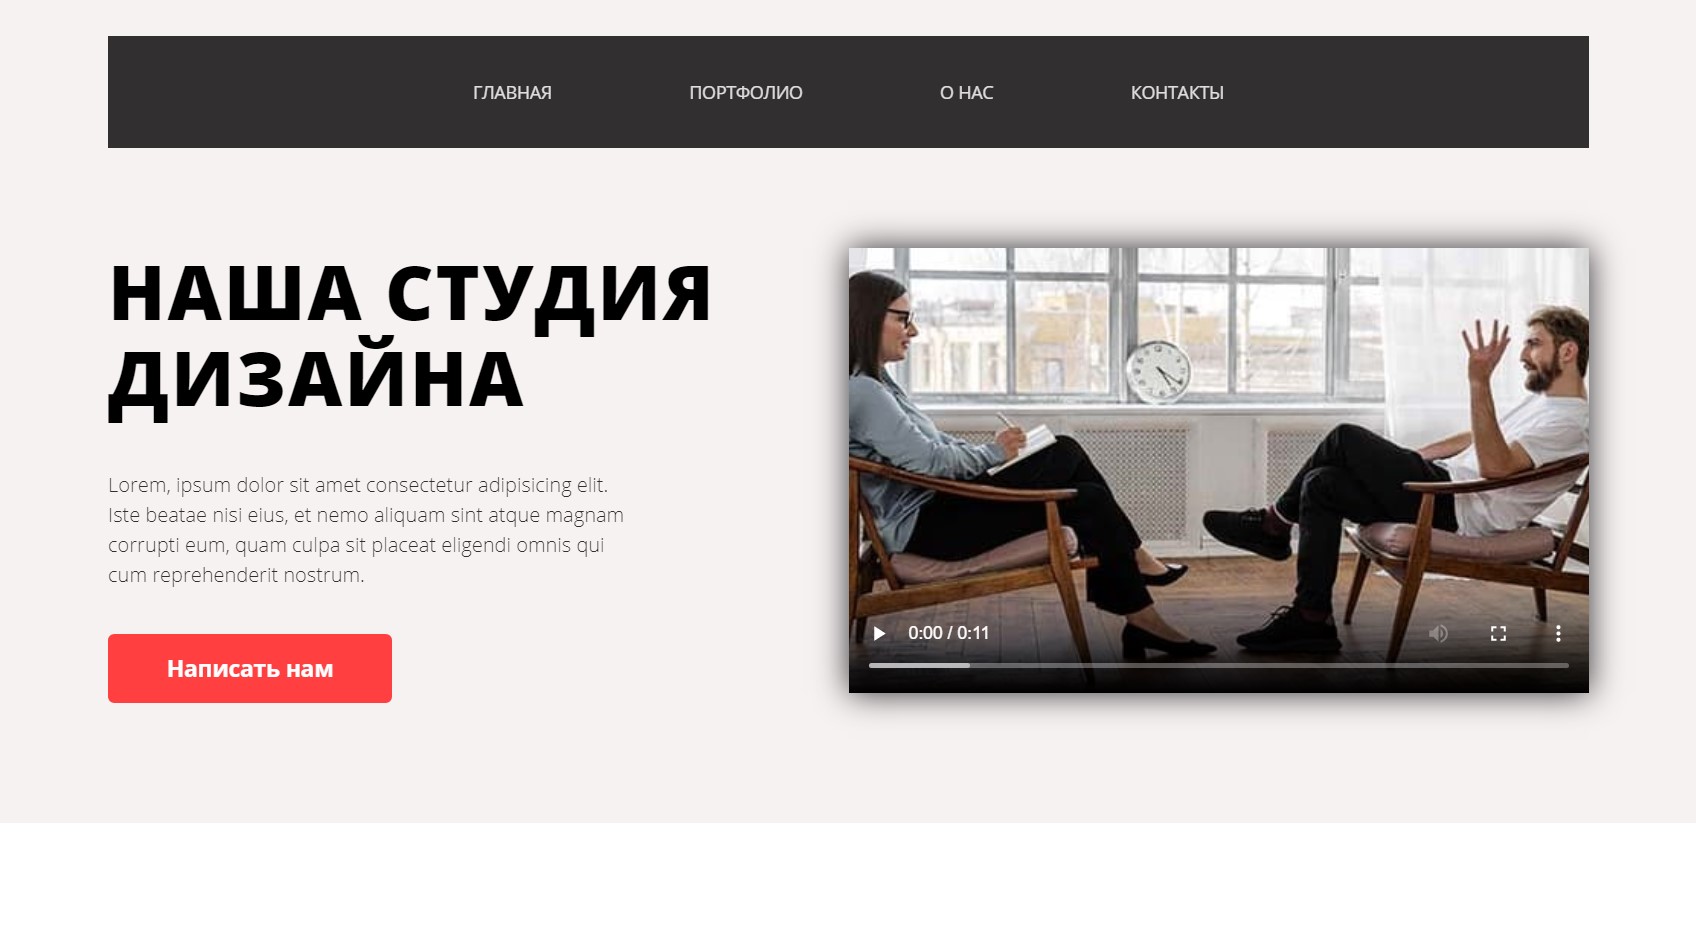 ГЛАВНАЯ ПОРТФОЛИО О НАС КОНТАКТЫ
НАША СТУДИЯ
ДИЗАЙНА
Lorem, ipsum dolor sit amet consectetur adipisicing elit.
Iste beatae nisi eius, et nemo aliquam sint atque magnam
corrupti eum, quam culpa sit placeat eligendi omnis qui
cum reprehenderit nostrum.
Написать нам
0:00 / 0:11